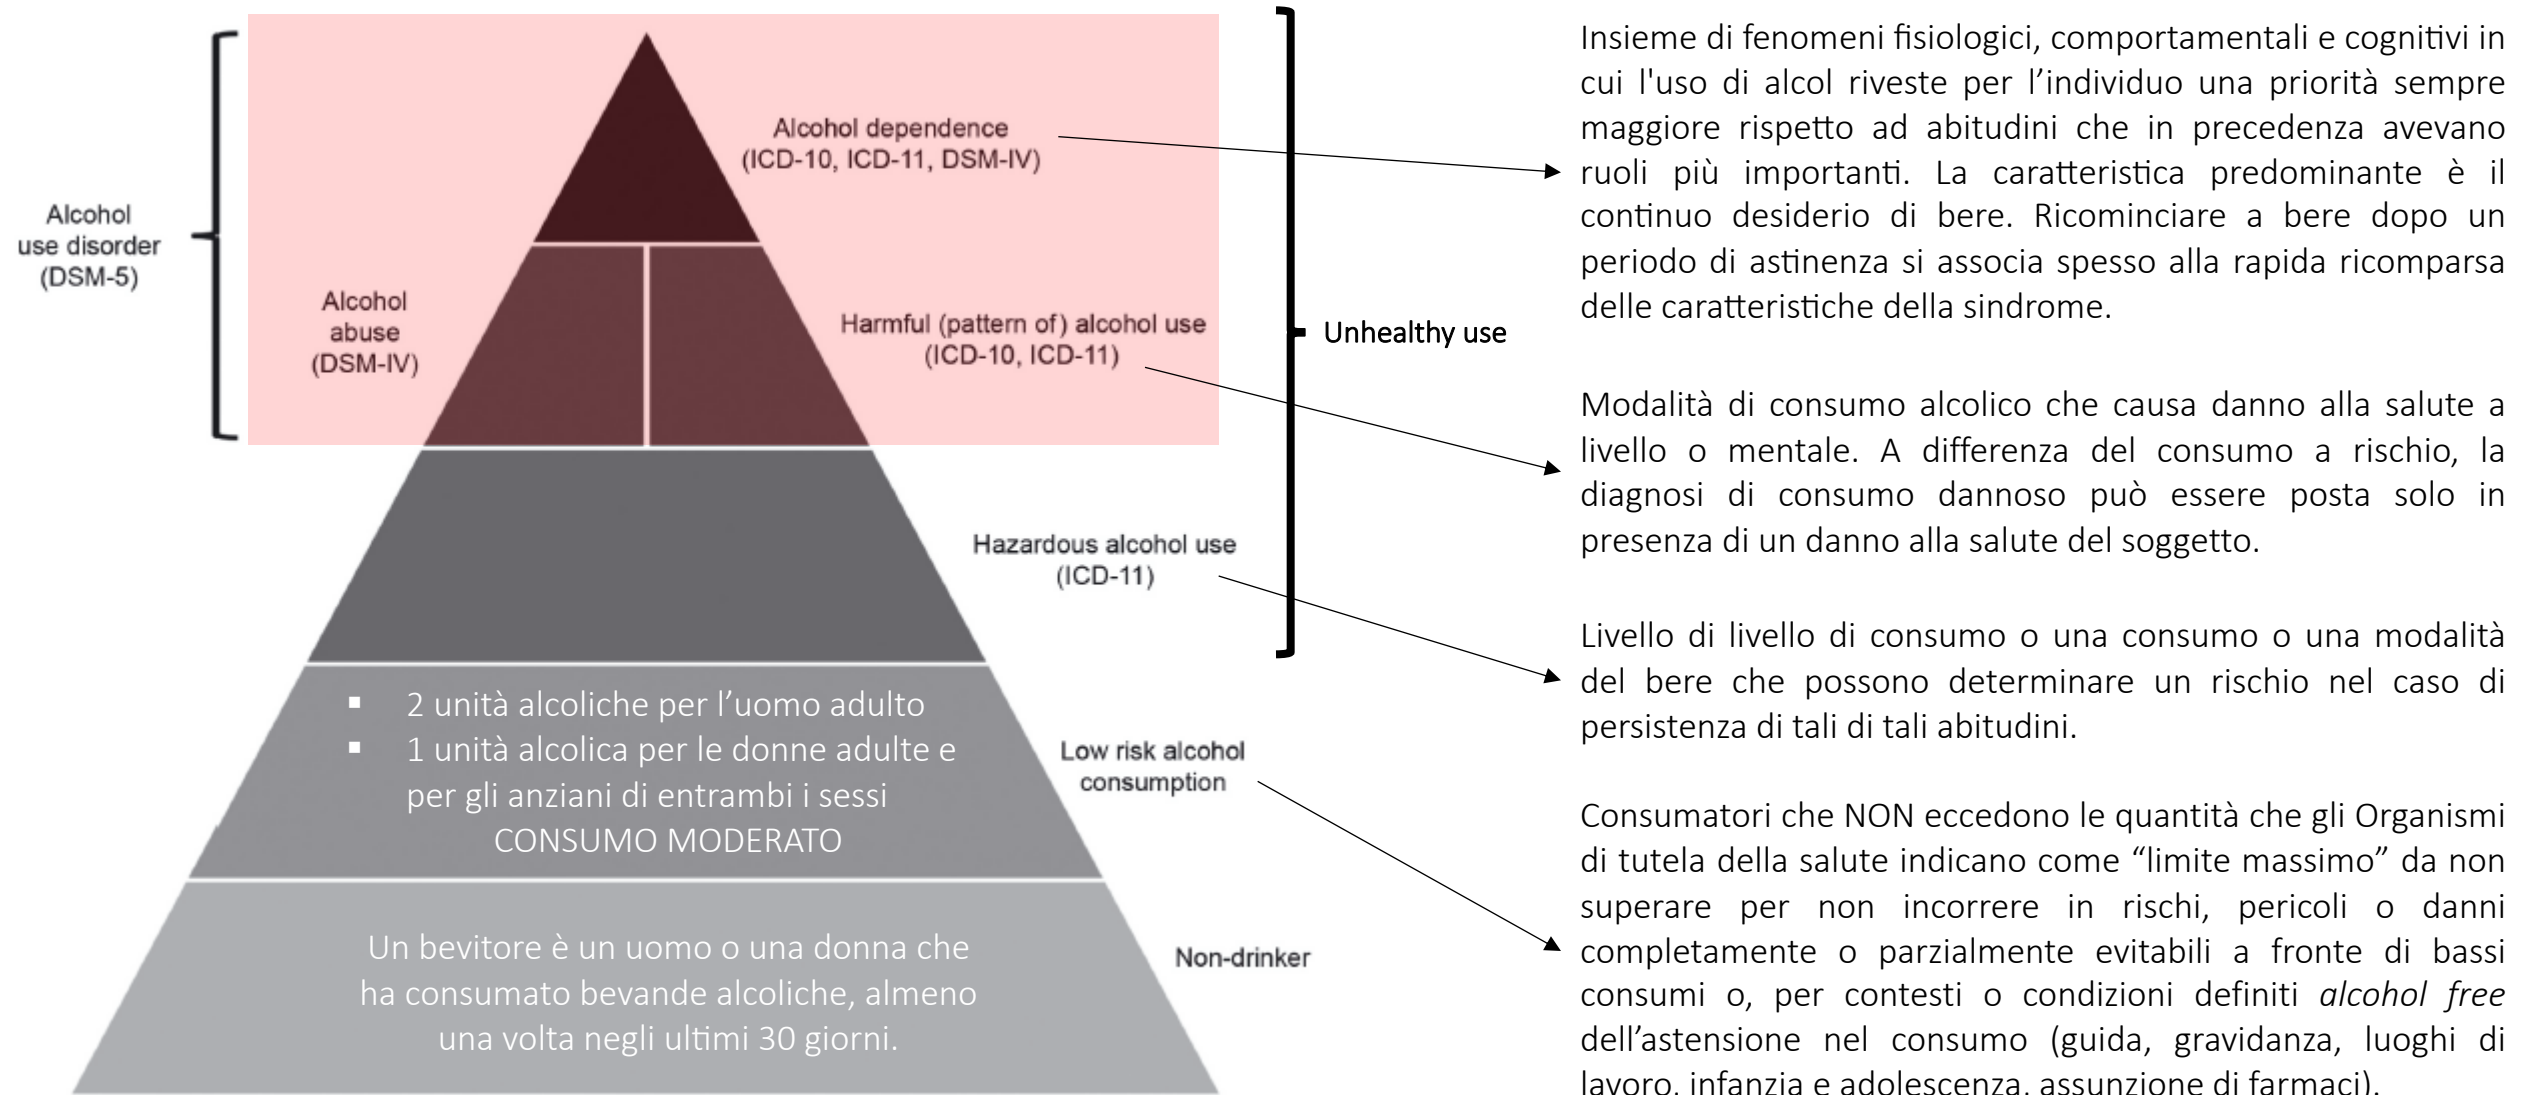 Alcohol
use disorder
(DSM-5)
Alcohol dependence
(ICD-10, ICD-11, DSM-IV)
Alcohol
abuse
(DSM-IV)
Harmful (pattern of) alcohol use
(ICD-10, ICD-11)
Unhealthy use
Hazardous alcohol use
(ICD-11)
▪ 2 unità alcoliche per l’uomo adulto
▪ 1 unità alcolica per le donne adulte e
per gli anziani di entrambi i sessi
CONSUMO MODERATO
Low risk alcohol
consumption
Un bevitore è un uomo o una donna che
ha consumato bevande alcoliche, almeno
una volta negli ultimi 30 giorni.
Non-drinker
Insieme di fenomeni fisiologici, comportamentali e cognitivi in
cui l'uso di alcol riveste per l’individuo una priorità sempre
maggiore rispetto ad abitudini che in precedenza avevano
ruoli più importanti. La caratteristica predominante è il
continuo desiderio di bere. Ricominciare a bere dopo un
periodo di astinenza si associa spesso alla rapida ricomparsa
delle caratteristiche della sindrome.
Modalità di consumo alcolico che causa danno alla salute a
livello o mentale. A differenza del consumo a rischio, la
diagnosi di consumo dannoso può essere posta solo in
presenza di un danno alla salute del soggetto.
Livello di livello di consumo o una consumo o una modalità
del bere che possono determinare un rischio nel caso di
persistenza di tali di tali abitudini.
Consumatori che NON eccedono le quantità che gli Organismi
di tutela della salute indicano come “limite massimo” da non
superare per non incorrere in rischi, pericoli o danni
completamente o parzialmente evitabili a fronte di bassi
consumi o, per contesti o condizioni definiti alcohol free
dell’astensione nel consumo (guida, gravidanza, luoghi di
lavoro, infanzia e adolescenza, assunzione di farmaci).